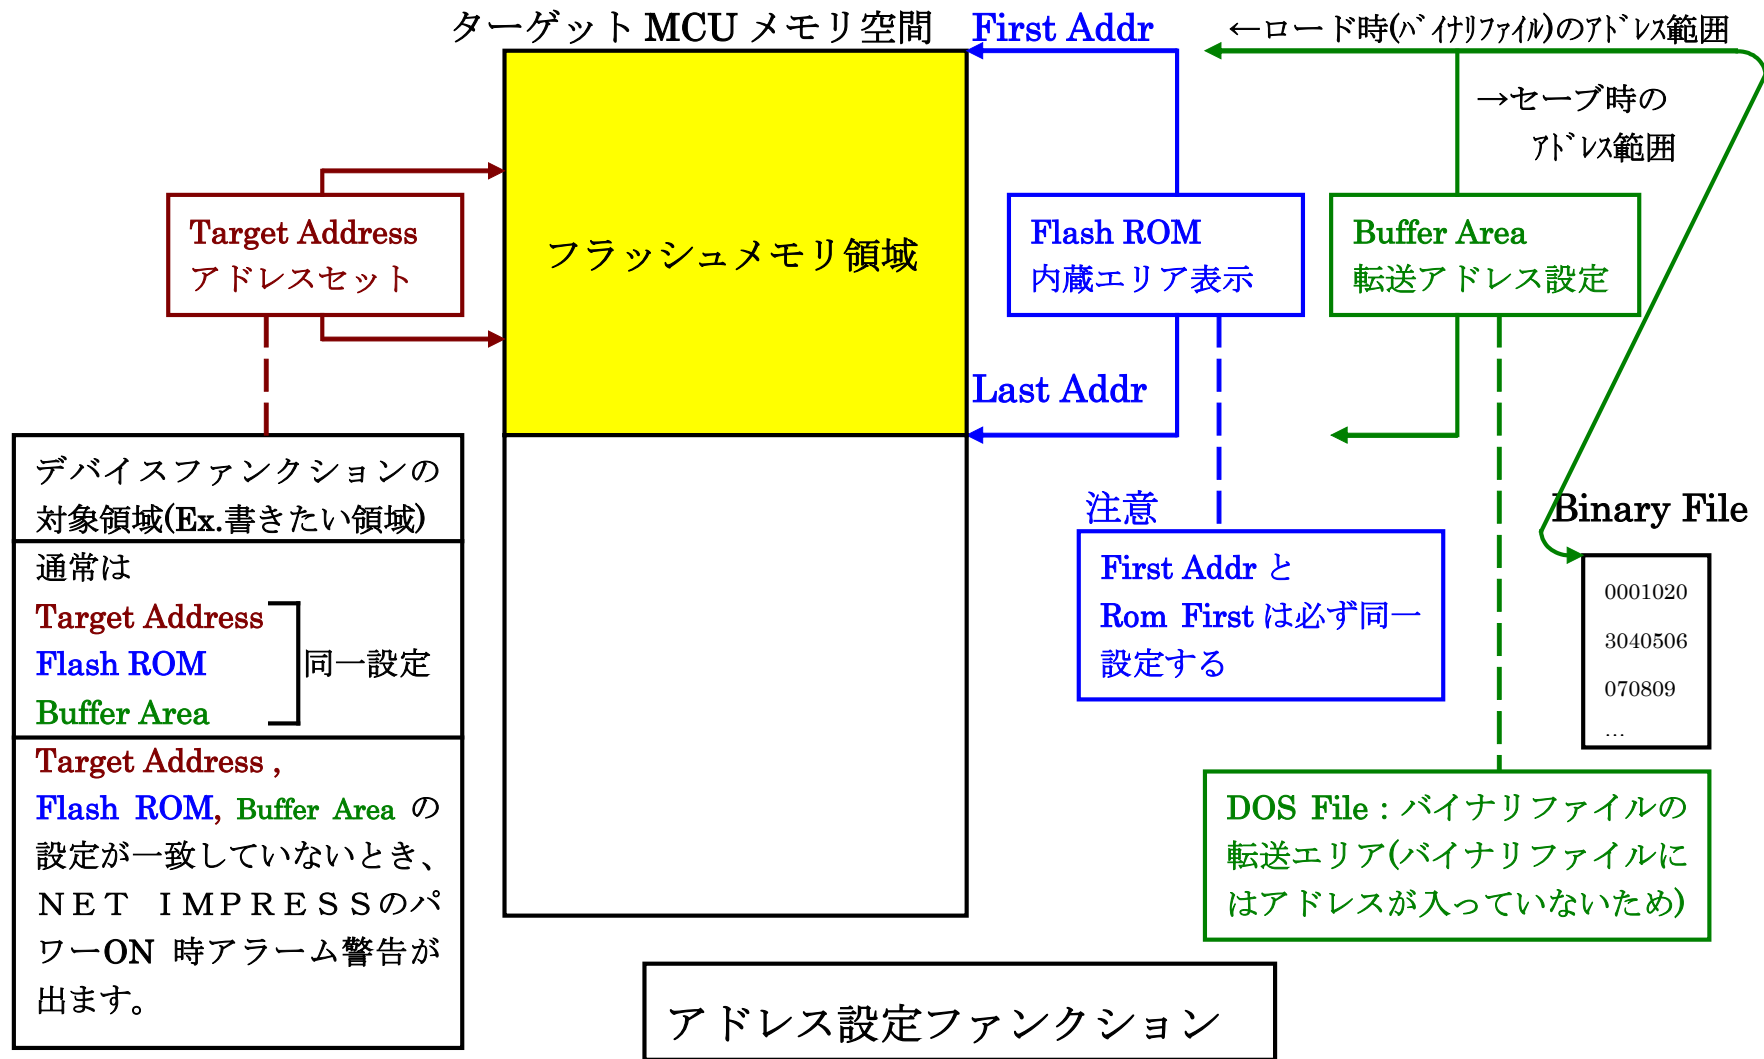 ターゲット MCU メモリ空間
First Addr
←ロード時(ﾊﾞｲﾅﾘﾌｧｲﾙ)のｱﾄﾞﾚｽ範囲
→セーブ時の
ｱﾄﾞﾚｽ範囲
Target Address
アドレスセット
フラッシュメモリ領域
Flash ROM
内蔵エリア表示
Buffer Area
転送アドレス設定
Last Addr
デバイスファンクションの
対象領域(Ex.書きたい領域)
通常は
Target Address
Flash ROM
同一設定
Buffer Area
Target Address ,
Flash ROM, Buffer Area の
設定が一致していないとき、
ＮＥＴ　ＩＭＰＲＥＳＳのパ
ワーON 時アラーム警告が
出ます。
注意
First Addr と
Rom First は必ず同一
設定する
Binary File
0001020
3040506
070809
…
DOS File : バイナリファイルの
転送エリア(バイナリファイルに
はアドレスが入っていないため)
アドレス設定ファンクション